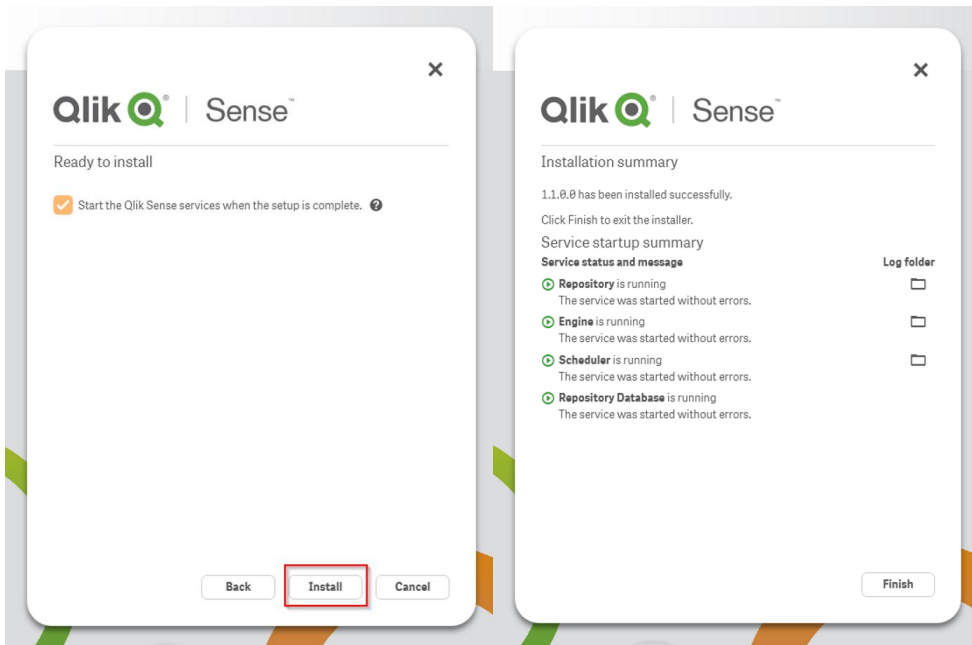 Qlik Q® | Sense™
Ready to install
Start the Qlik Sense services when the setup is complete.
Back Install Cancel
Qlik Q® | Sense™
Installation summary
1.1.0.0 has been installed successfully.
Click Finish to exit the installer.
Service startup summary
Service status and message Log folder
Repository is running
The service was started without errors.
Engine is running
The service was started without errors.
Scheduler is running
The service was started without errors.
Repository Database is running
The service was started without errors.
Finish